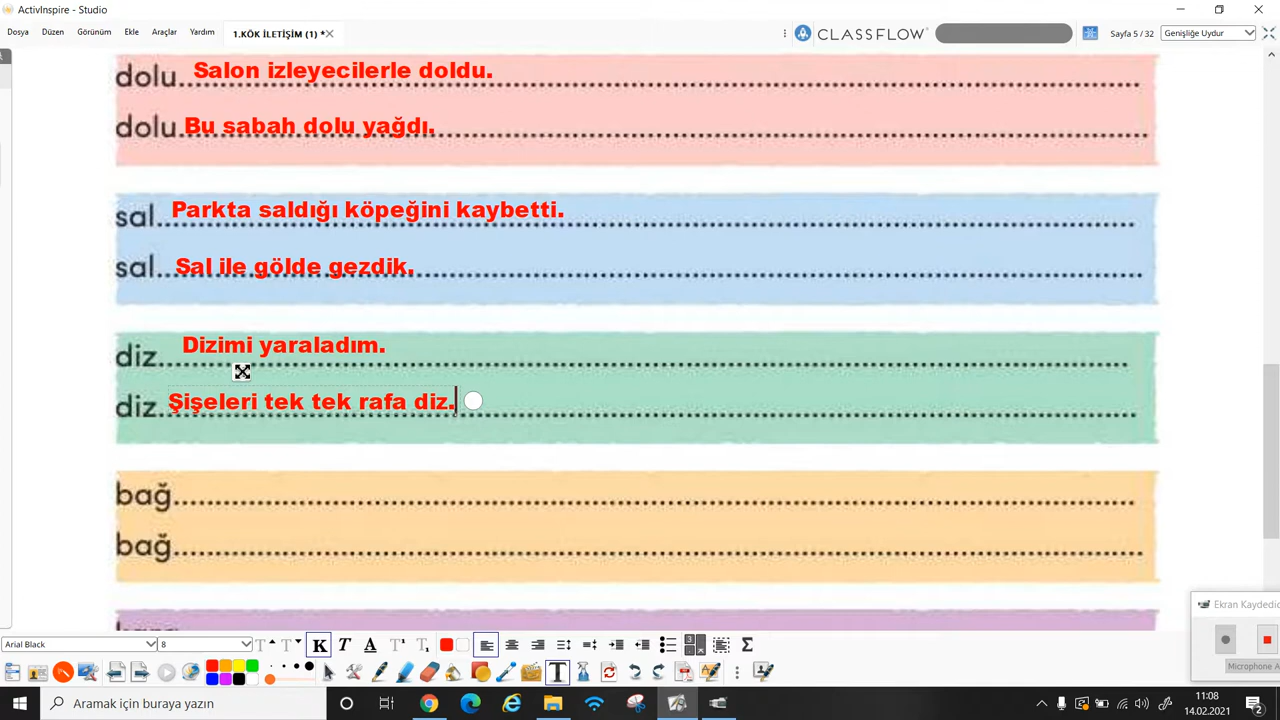 ActivInspire - Studio
Dosya Düzen Görünüm Ekle Araçlar Yardım 1.KÖK İLETİŞİM (1) * CLASSFLOW Sayfa 5 / 32 Genişliğe Uydur
dolu. Salon izleyecilerle doldu.
dolu. Bu sabah dolu yağdı.
sal. Parkta saldığı köpeğini kaybetti.
sal. Sal ile gölde gezdik.
diz. Dizimi yaraladım.
diz. Şişeleri tek tek rafa diz.
bağ
bağ
Ekran Kaydedic
Arial Black 8
Microphone
Aramak için buraya yazın
11:08
14.02.2021
2